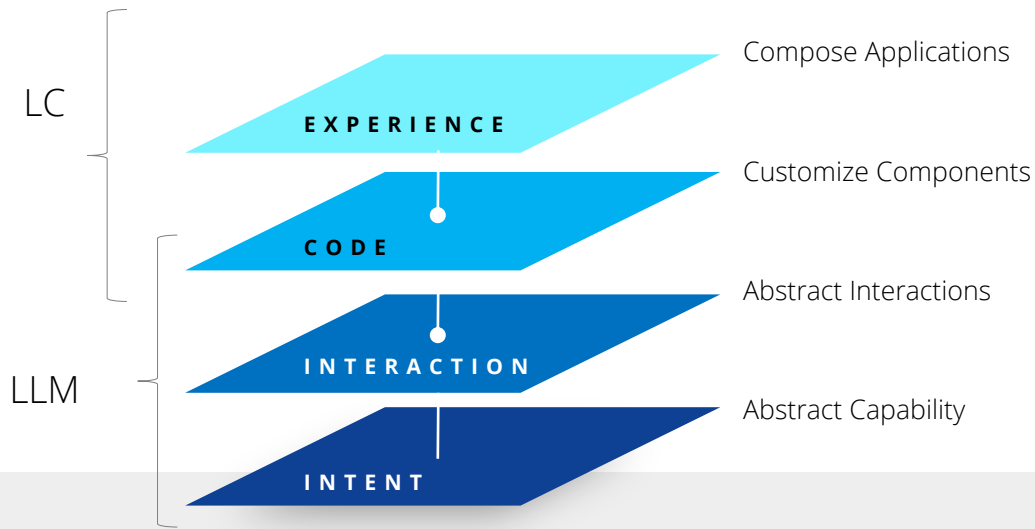 Compose Applications
LC
EXPERIENCE
Customize Components
CODE
Abstract Interactions
INTERACTION
LLM
Abstract Capability
INTENT